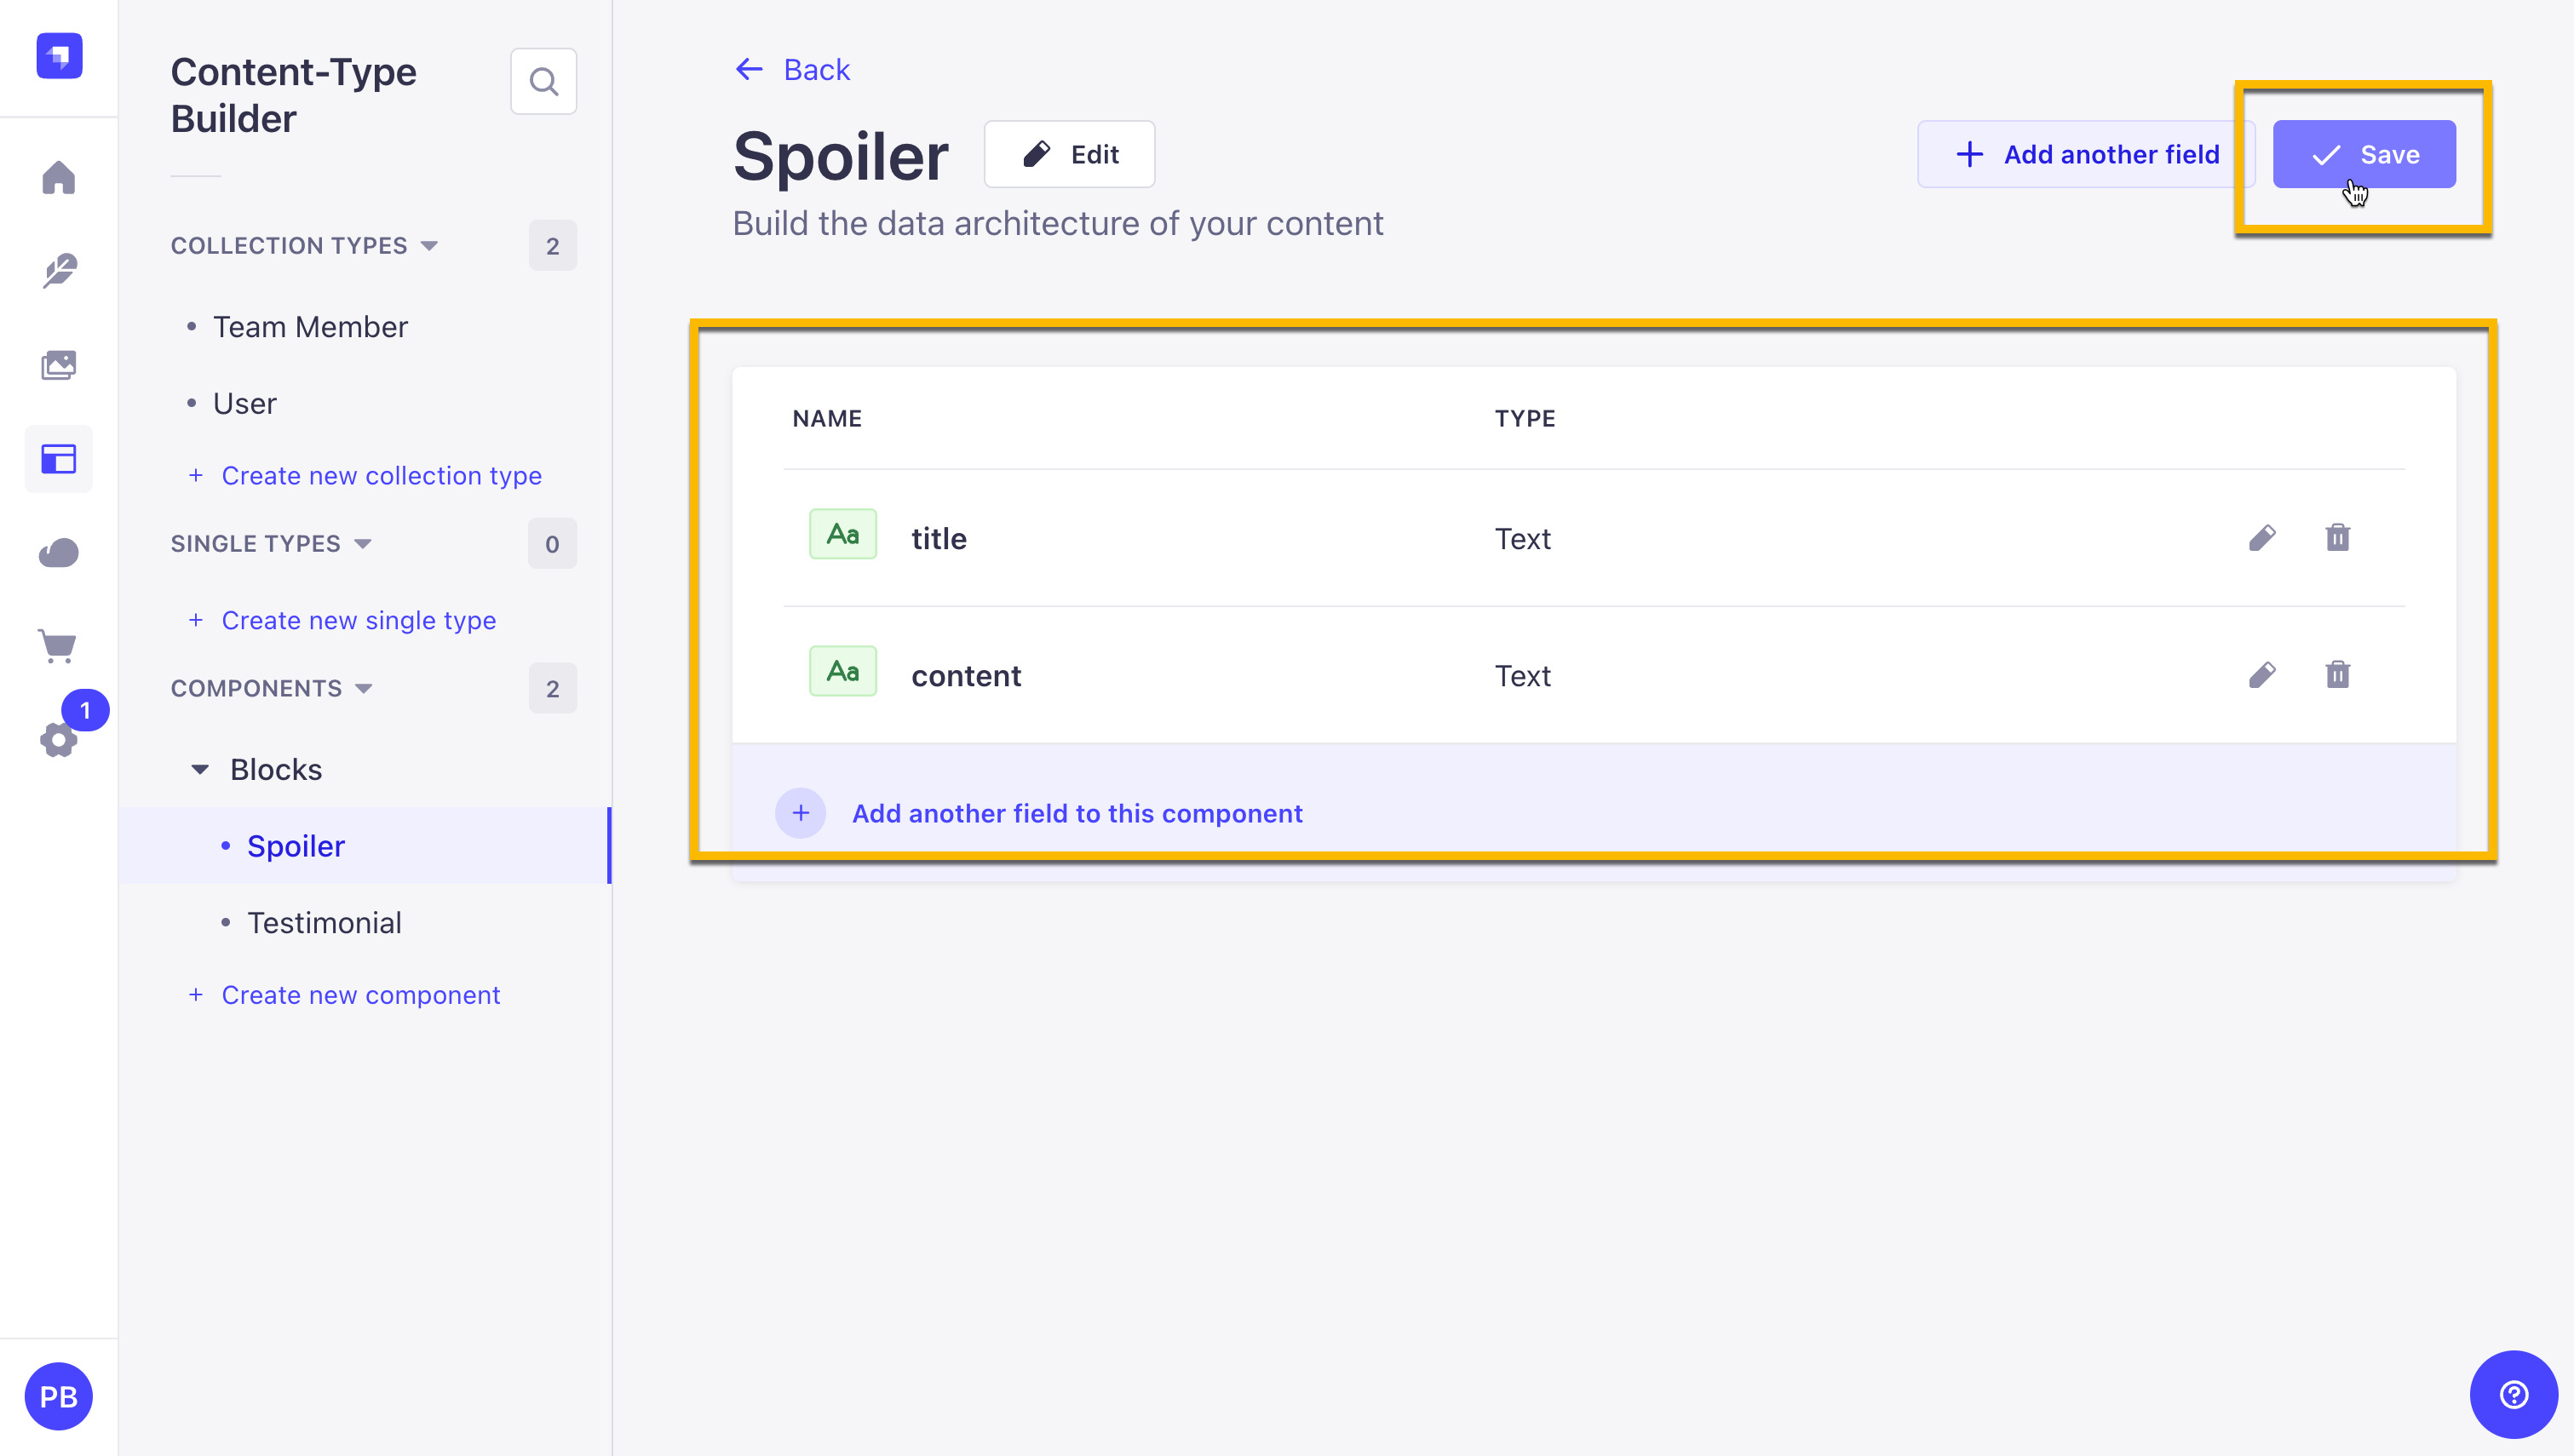 Content-Type
Builder
COLLECTION TYPES 2
Team Member
User
+ Create new collection type
SINGLE TYPES 0
+ Create new single type
COMPONENTS 2
1
Blocks
Spoiler
Testimonial
+ Create new component
PB
Back
Spoiler
Edit
Add another field
Save
Build the data architecture of your content
NAME TYPE
Aa title Text
Aa content Text
+ Add another field to this component
?